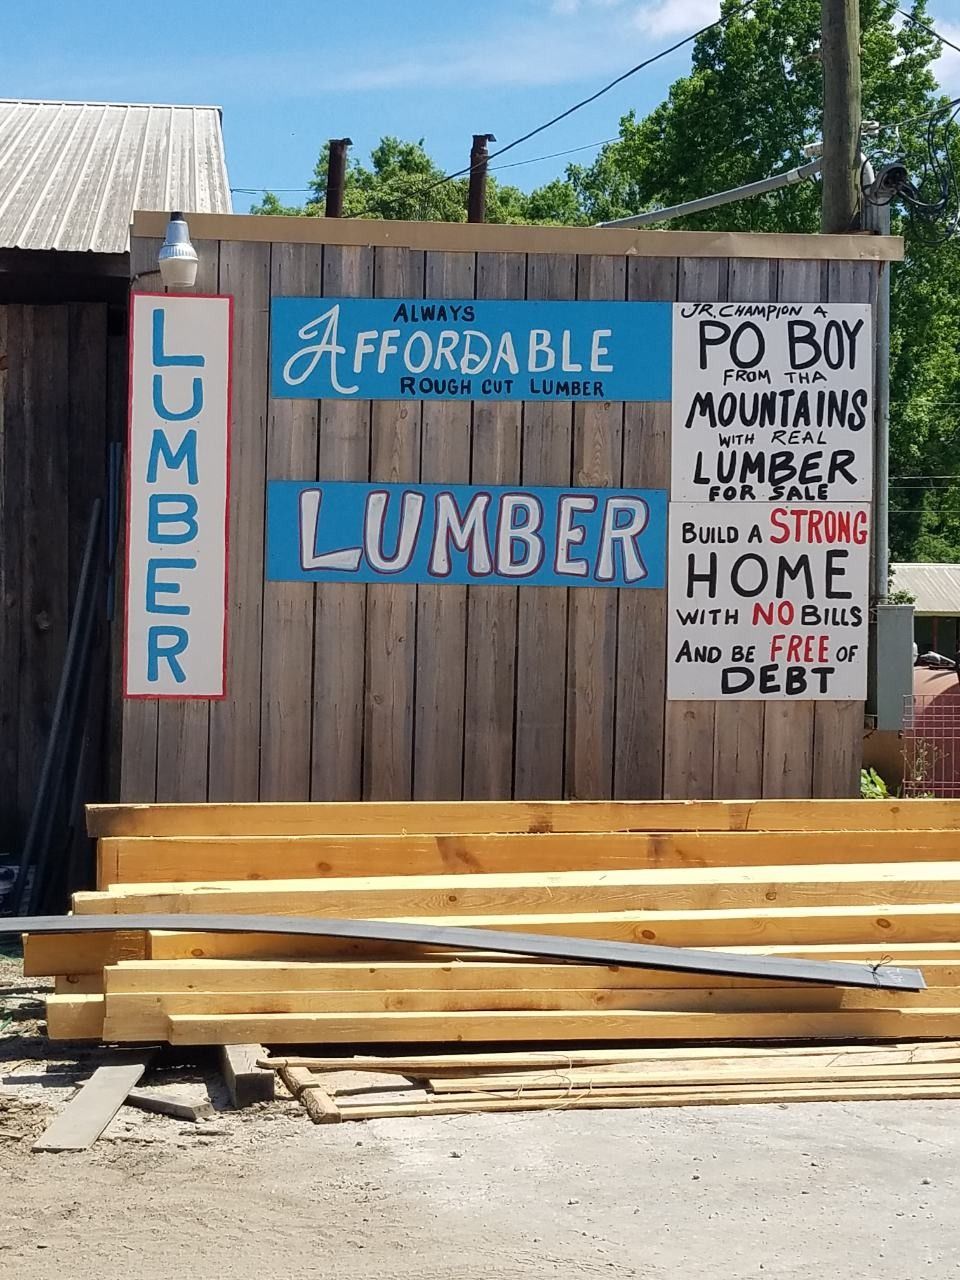 LUMBER
ALWAYS
AFFORDABLE
ROUGH CUT LUMBER
LUMBER
JR. CHAMPION A
PO BOY
FROM THA
MOUNTAINS
WITH REAL
LUMBER
FOR SALE
BUILD A STRONG
HOME
WITH NO BILLS
AND BE FREE OF
DEBT